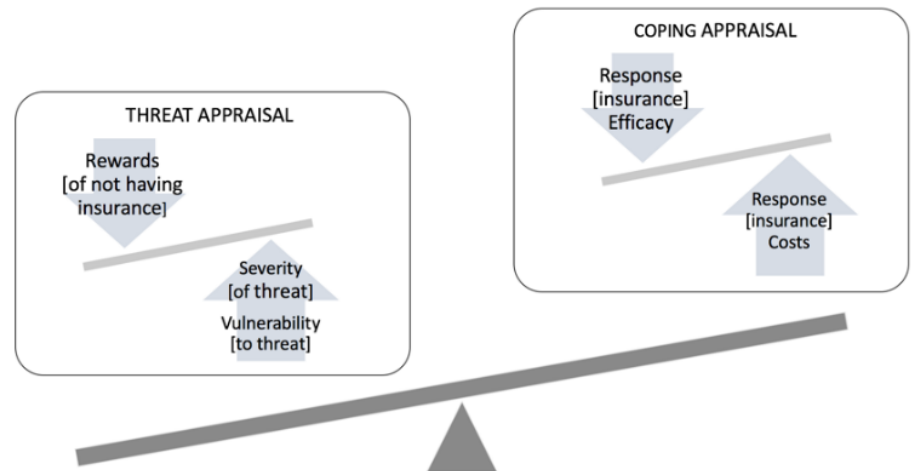 THREAT APPRAISAL
Rewards
[of not having
insurance]
Severity
[of threat]
Vulnerability
[to threat]
COPING APPRAISAL
Response
[insurance]
Efficacy
Response
[insurance]
Costs